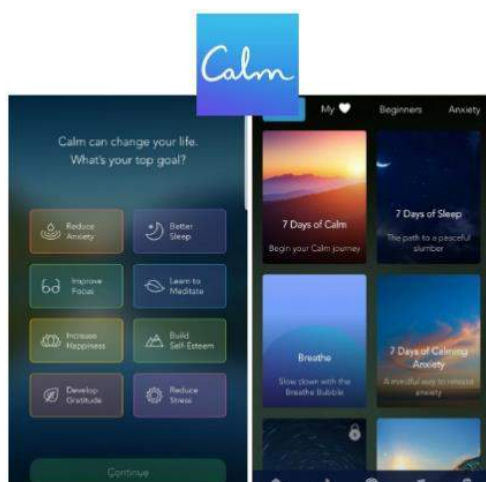 Calm
Calm can change your life.
What's your top goal?
Reduce
Anxiety
Better
Sleep
Improve
Focus
Learn to
Meditate
Increase
Happiness
Build
Self-Esteem
Develop
Gratitude
Reduce
Stress
Continue
My
Beginners
Anxiety
7 Days of Calm
Begin your Calm journey
7 Days of Sleep
The path to a peaceful
slumber
Breathe
Slow down with the
Breathe Bubble
7 Days of Calming
Anxiety
A mindful way to release
anxiety